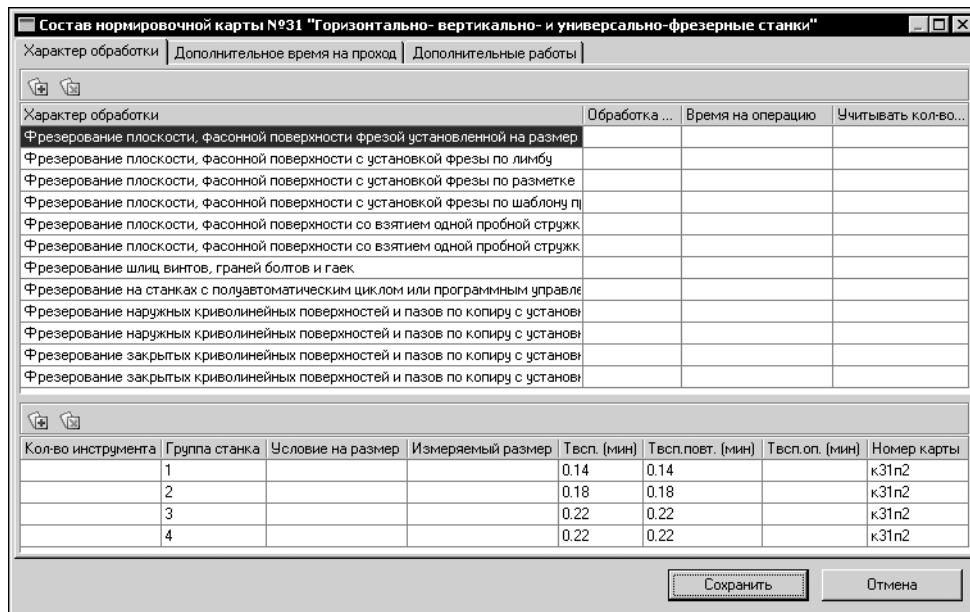 Состав нормировочной карты №31 "Горизонтально- вертикально- и универсально-фрезерные станки"
Характер обработки Дополнительное время на проход Дополнительные работы
Характер обработки Обработка ... Время на операцию Учитывать кол-во...
Фрезерование плоскости, фасонной поверхности фрезой установленной на размер
Фрезерование плоскости, фасонной поверхности с установкой фрезы по лимбу
Фрезерование плоскости, фасонной поверхности с установкой фрезы по разметке
Фрезерование плоскости, фасонной поверхности с установкой фрезы по шаблону
Фрезерование плоскости, фасонной поверхности со взятием одной пробной стружк
Фрезерование плоскости, фасонной поверхности со взятием одной пробной стружк
Фрезерование шлиц винтов, граней болтов и гаек
Фрезерование на станках с полуавтоматическим циклом или программным управле
Фрезерование наружных криволинейных поверхностей и пазов по копиру с установ
Фрезерование наружных криволинейных поверхностей и пазов по копиру с установ
Фрезерование закрытых криволинейных поверхностей и пазов по копиру с установ
Фрезерование закрытых криволинейных поверхностей и пазов по копиру с установ
Кол-во инструмента Группа станка Условие на размер Измеряемый размер Твсп. (мин) Твсп.повт. (мин) Твсп.оп. (мин) Номер карты
1 0.14 0.14 к31п2
2 0.18 0.18 к31п2
3 0.22 0.22 к31п2
4 0.22 0.22 к31п2
Сохранить Отмена